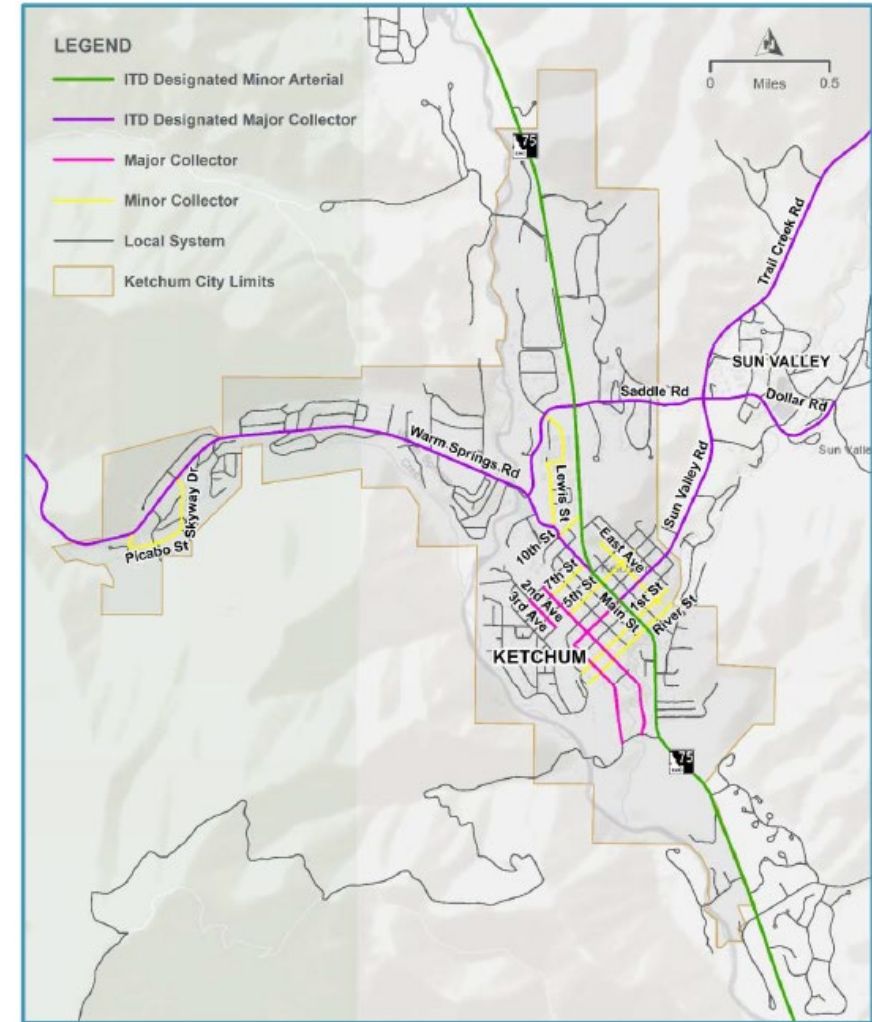 LEGEND
ITD Designated Minor Arterial
ITD Designated Major Collector
Major Collector
Minor Collector
Local System
Ketchum City Limits
0 Miles 0.5
75
Trail Creek Rd
SUN VALLEY
Saddle Rd
Dollar Rd
Warm Springs Rd
Sun Valley Rd
Lewis St
Skyway Dr
Picabo St
10th St
East Ave
7th St
5th St
2nd Ave
3rd Ave
Main St
1st St
River St
KETCHUM
75